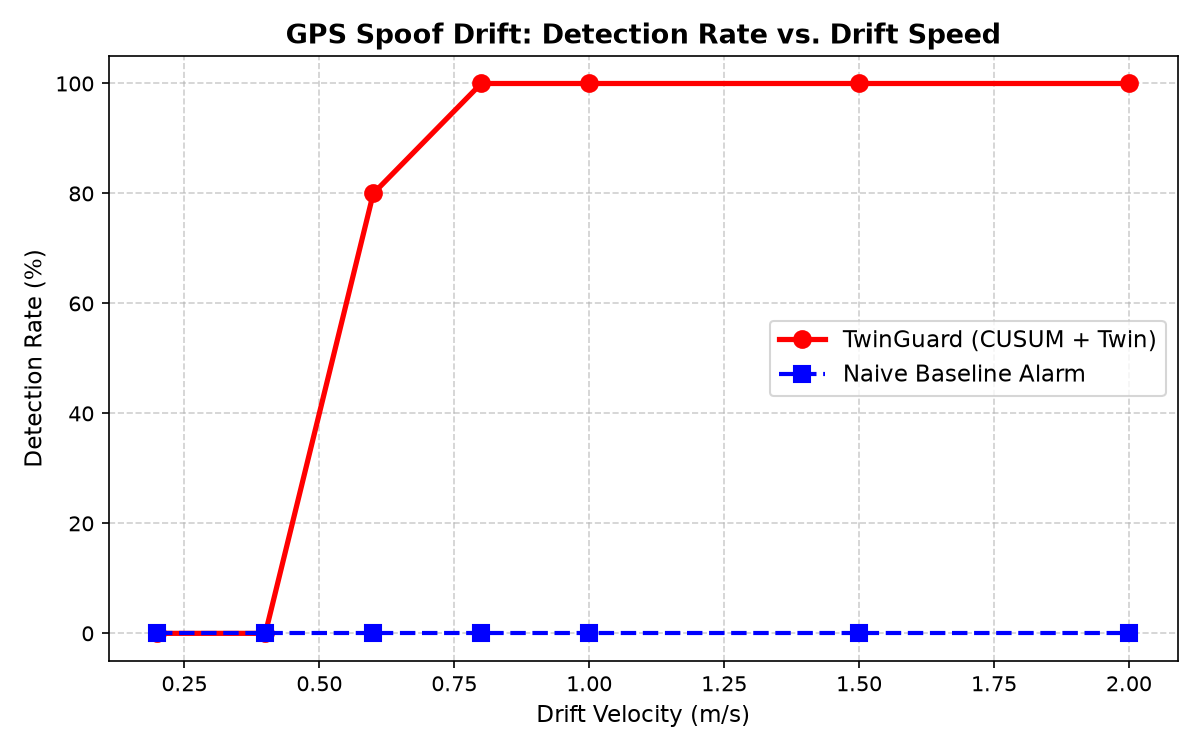 GPS Spoof Drift: Detection Rate vs. Drift Speed
100
80
60
40
20
0
Detection Rate (%)
TwinGuard (CUSUM + Twin)
Naive Baseline Alarm
0.25 0.50 0.75 1.00 1.25 1.50 1.75 2.00
Drift Velocity (m/s)